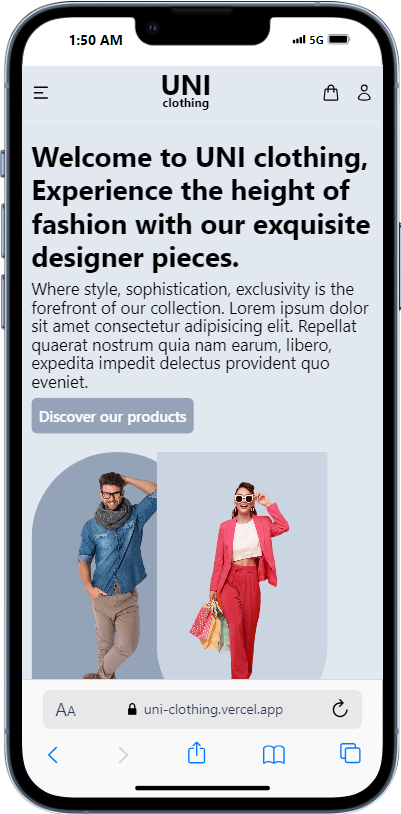 1:50 AM
5G
UNI
clothing
Welcome to UNI clothing,
Experience the height of
fashion with our exquisite
designer pieces.
Where style, sophistication, exclusivity is the
forefront of our collection. Lorem ipsum dolor
sit amet consectetur adipisicing elit. Repellat
quaerat nostrum quia nam earum, libero,
expedita impedit delectus provident quo
eveniet.
Discover our products
AA
uni-clothing.vercel.app